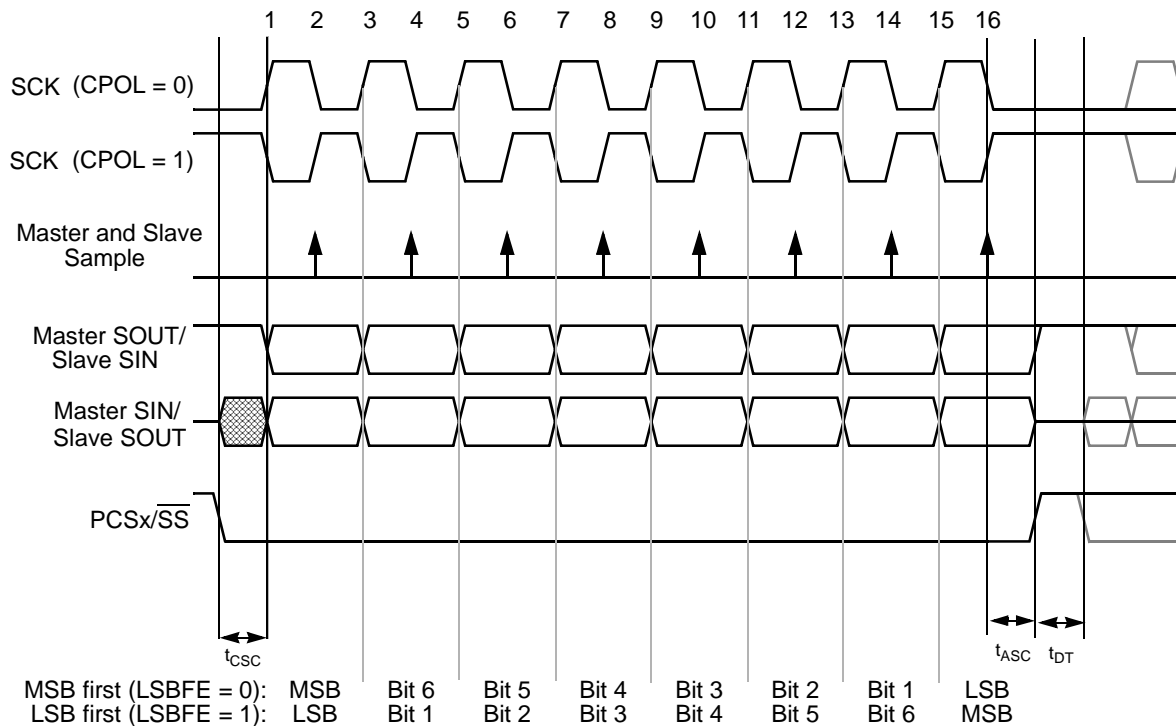 1 2 3 4 5 6 7 8 9 10 11 12 13 14 15 16
SCK (CPOL = 0)
SCK (CPOL = 1)
Master and Slave
Sample
Master SOUT/
Slave SIN
Master SIN/
Slave SOUT
PCSx/SS
tCSC
tASC
tDT
MSB first (LSBFE = 0): MSB Bit 6 Bit 5 Bit 4 Bit 3 Bit 2 Bit 1 LSB
LSB first (LSBFE = 1): LSB Bit 1 Bit 2 Bit 3 Bit 4 Bit 5 Bit 6 MSB